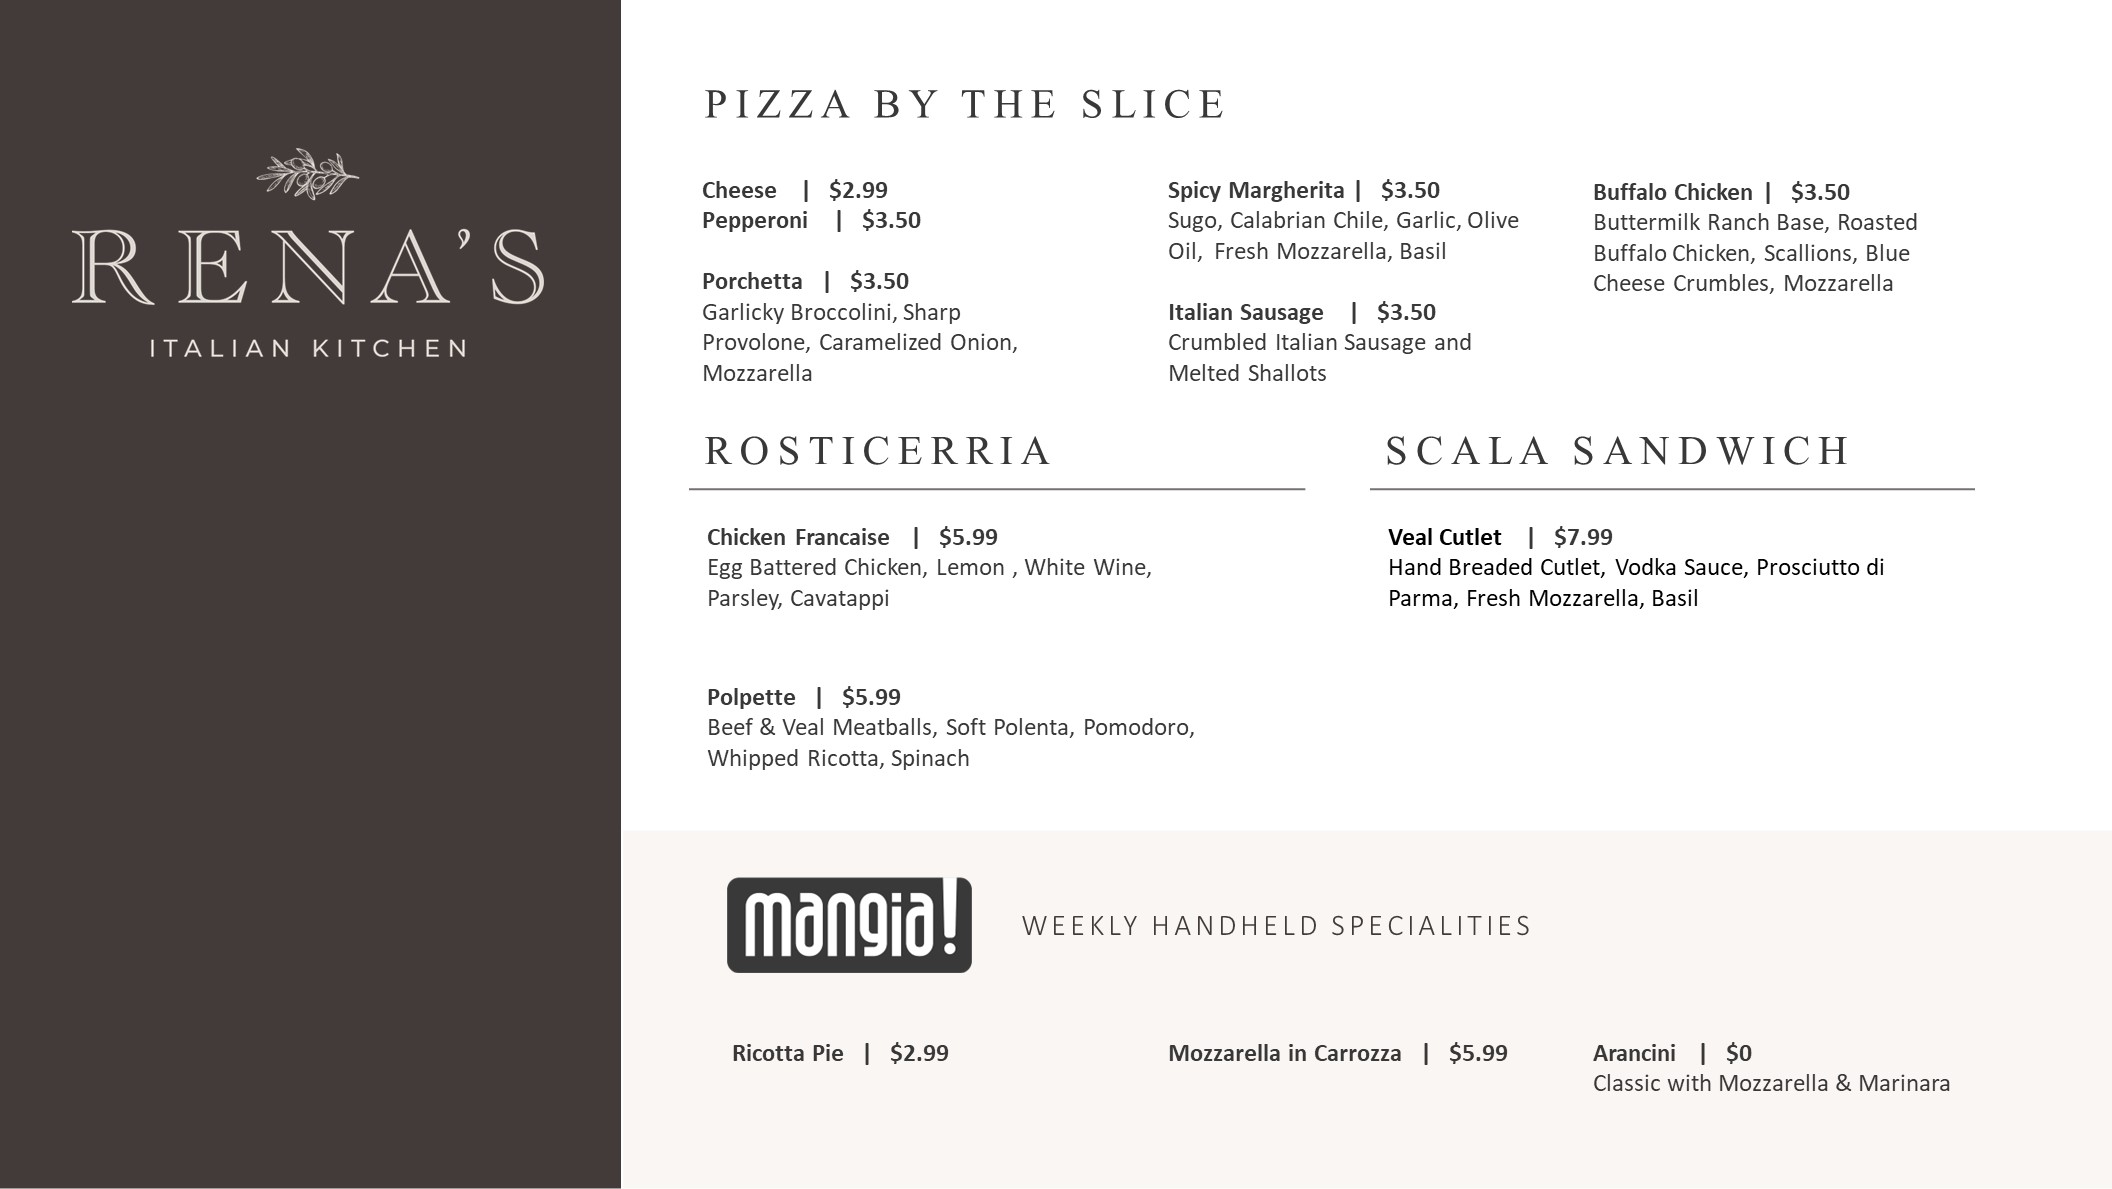 RENA'S
ITALIAN KITCHEN
PIZZA BY THE SLICE
Cheese | $2.99
Pepperoni | $3.50
Porchetta | $3.50
Garlicky Broccolini, Sharp
Provolone, Caramelized Onion,
Mozzarella
Spicy Margherita | $3.50
Sugo, Calabrian Chile, Garlic, Olive
Oil, Fresh Mozzarella, Basil
Italian Sausage | $3.50
Crumbled Italian Sausage and
Melted Shallots
Buffalo Chicken | $3.50
Buttermilk Ranch Base, Roasted
Buffalo Chicken, Scallions, Blue
Cheese Crumbles, Mozzarella
ROSTICERRIA
Chicken Francaise | $5.99
Egg Battered Chicken, Lemon , White Wine,
Parsley, Cavatappi
Polpette | $5.99
Beef & Veal Meatballs, Soft Polenta, Pomodoro,
Whipped Ricotta, Spinach
SCALA SANDWICH
Veal Cutlet | $7.99
Hand Breaded Cutlet, Vodka Sauce, Prosciutto di
Parma, Fresh Mozzarella, Basil
mangia!
WEEKLY HANDHELD SPECIALITIES
Ricotta Pie | $2.99
Mozzarella in Carrozza | $5.99
Arancini | $0
Classic with Mozzarella & Marinara